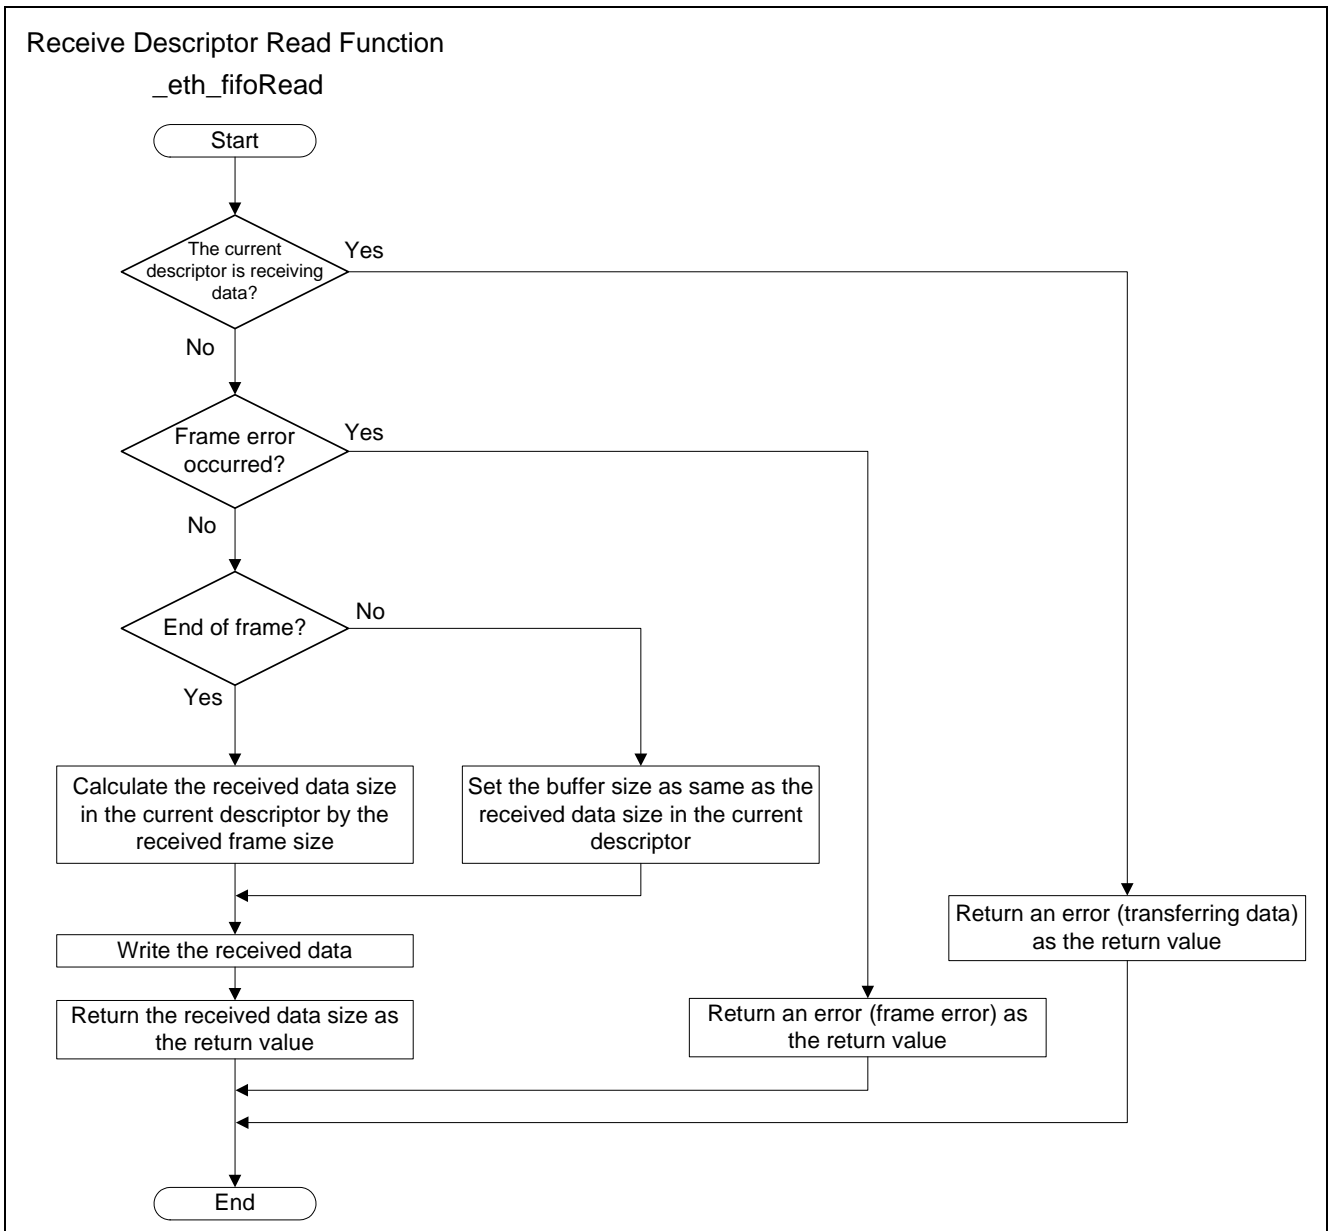 Receive Descriptor Read Function
_eth_fifoRead
Start
The current
descriptor is receiving
data?
Yes
No
Frame error
occurred?
Yes
No
End of frame?
No
Yes
Calculate the received data size
in the current descriptor by the
received frame size
Set the buffer size as same as the
received data size in the current
descriptor
Return an error (transferring data)
as the return value
Write the received data
Return the received data size as
the return value
Return an error (frame error) as
the return value
End